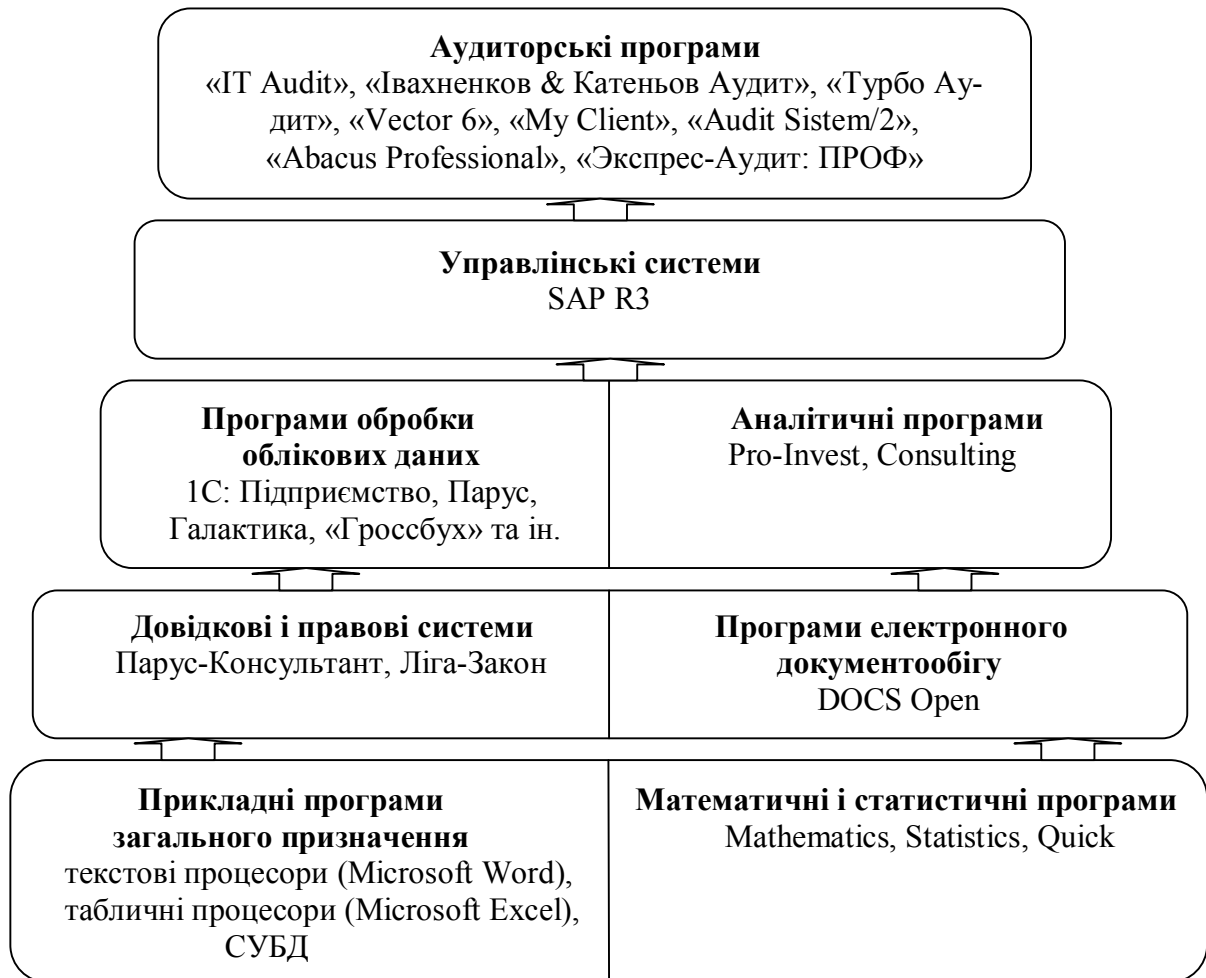 Аудиторські програми
«IT Audit», «Івахненков & Катеньов Аудит», «Турбо Ау-
дит», «Vector 6», «My Client», «Audit Sistem/2»,
«Abacus Professional», «Экспрес-Аудит: ПРОФ»
Управлінські системи
SAP R3
Програми обробки
облікових даних
1С: Підприємство, Парус,
Галактика, «Гроссбух» та ін.
Аналітичні програми
Pro-Invest, Consulting
Довідкові і правові системи
Парус-Консультант, Ліга-Закон
Програми електронного
документообігу
DOCS Open
Прикладні програми
загального призначення
текстові процесори (Microsoft Word),
табличні процесори (Microsoft Excel),
СУБД
Математичні і статистичні програми
Mathematics, Statistics, Quick